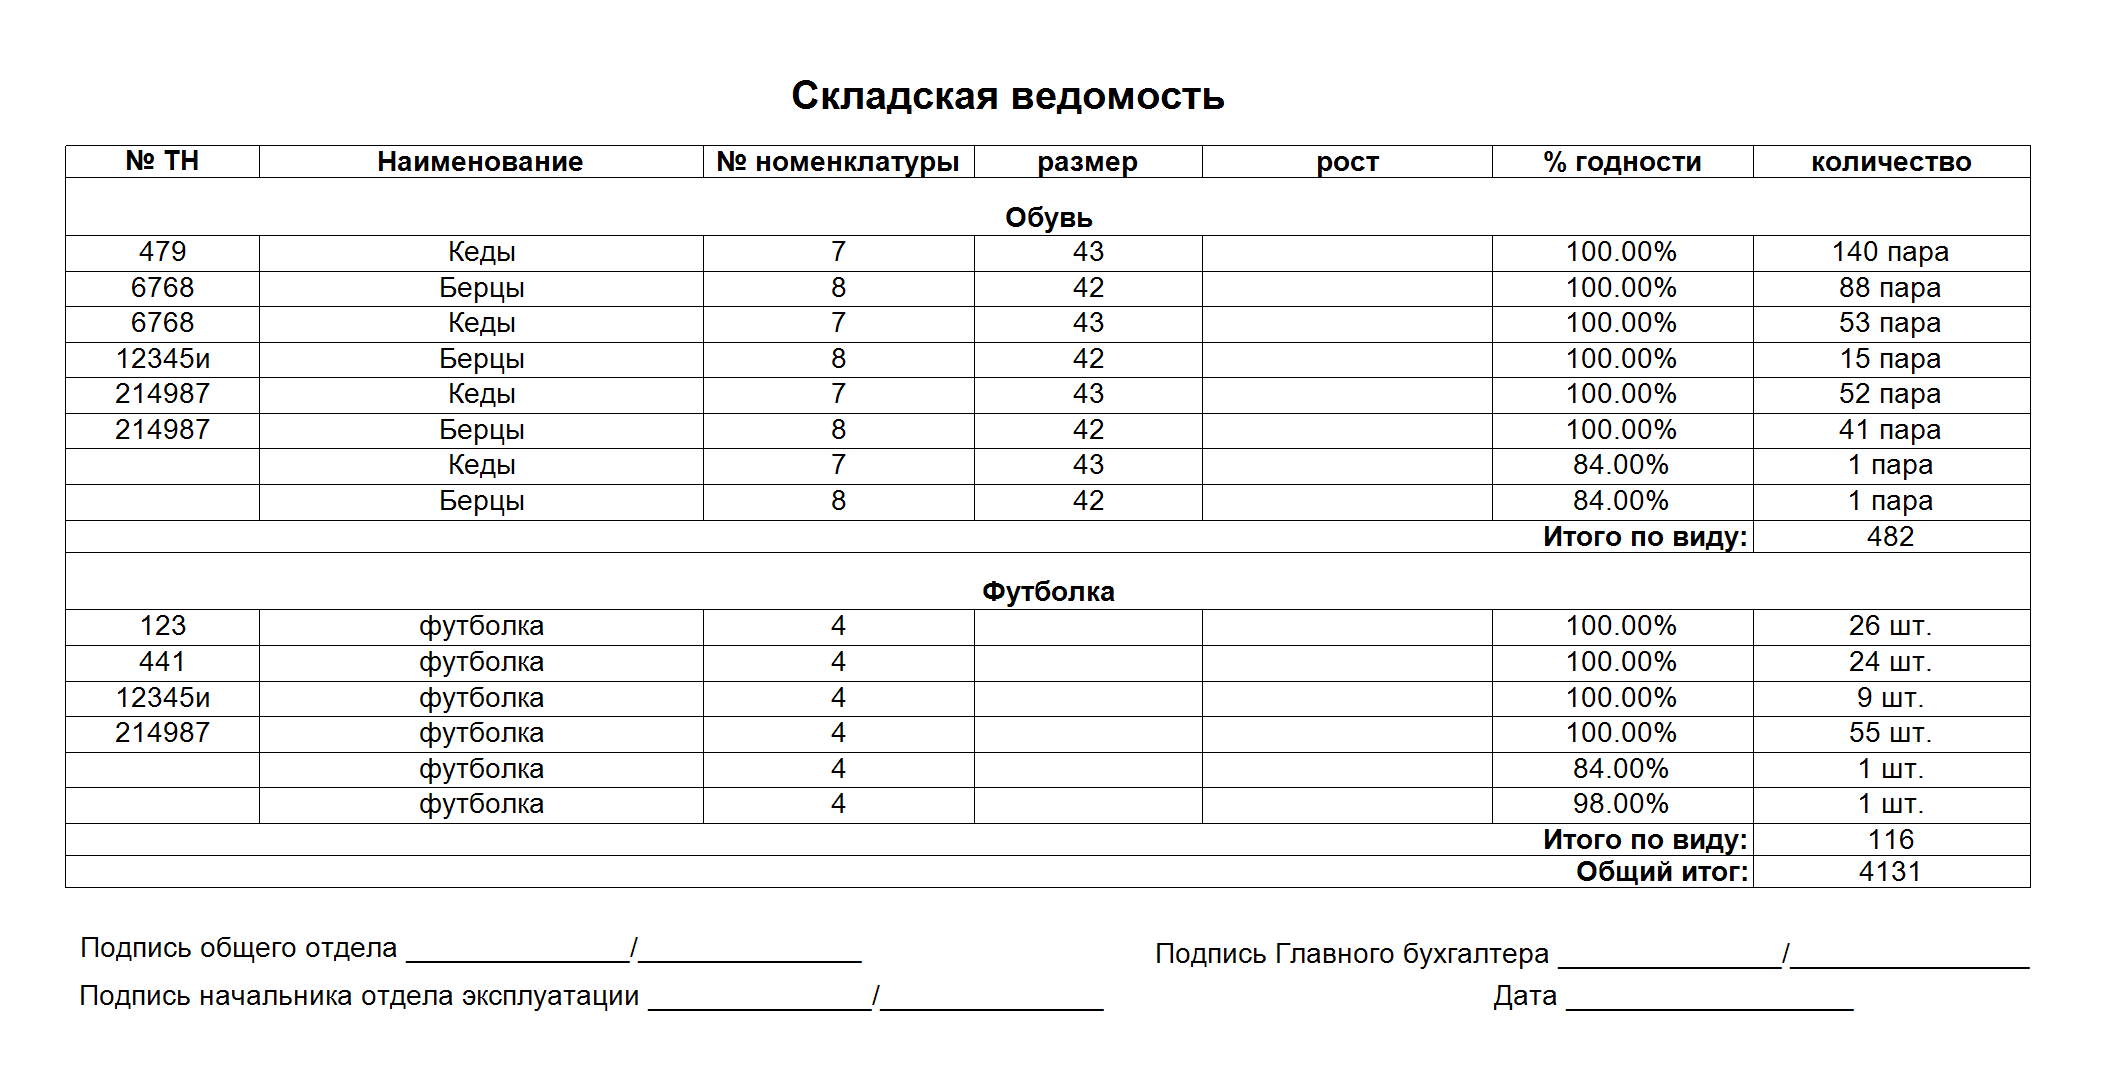 Складская ведомость
№ ТН Наименование № номенклатуры размер рост % годности количество
Обувь
479 Кеды 7 43 100.00% 140 пара
6768 Берцы 8 42 100.00% 88 пара
6768 Кеды 7 43 100.00% 53 пара
12345и Берцы 8 42 100.00% 15 пара
214987 Кеды 7 43 100.00% 52 пара
214987 Берцы 8 42 100.00% 41 пара
Кеды 7 43 84.00% 1 пара
Берцы 8 42 84.00% 1 пара
Итого по виду: 482
Футболка
123 футболка 4 100.00% 26 шт.
441 футболка 4 100.00% 24 шт.
12345и футболка 4 100.00% 9 шт.
214987 футболка 4 100.00% 55 шт.
футболка 4 84.00% 1 шт.
футболка 4 98.00% 1 шт.
Итого по виду: 116
Общий итог: 4131
Подпись общего отдела ______________/______________ Подпись Главного бухгалтера ______________/_______________
Подпись начальника отдела эксплуатации ______________/______________ Дата __________________